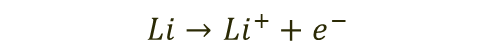 Li → Li⁺ + e⁻